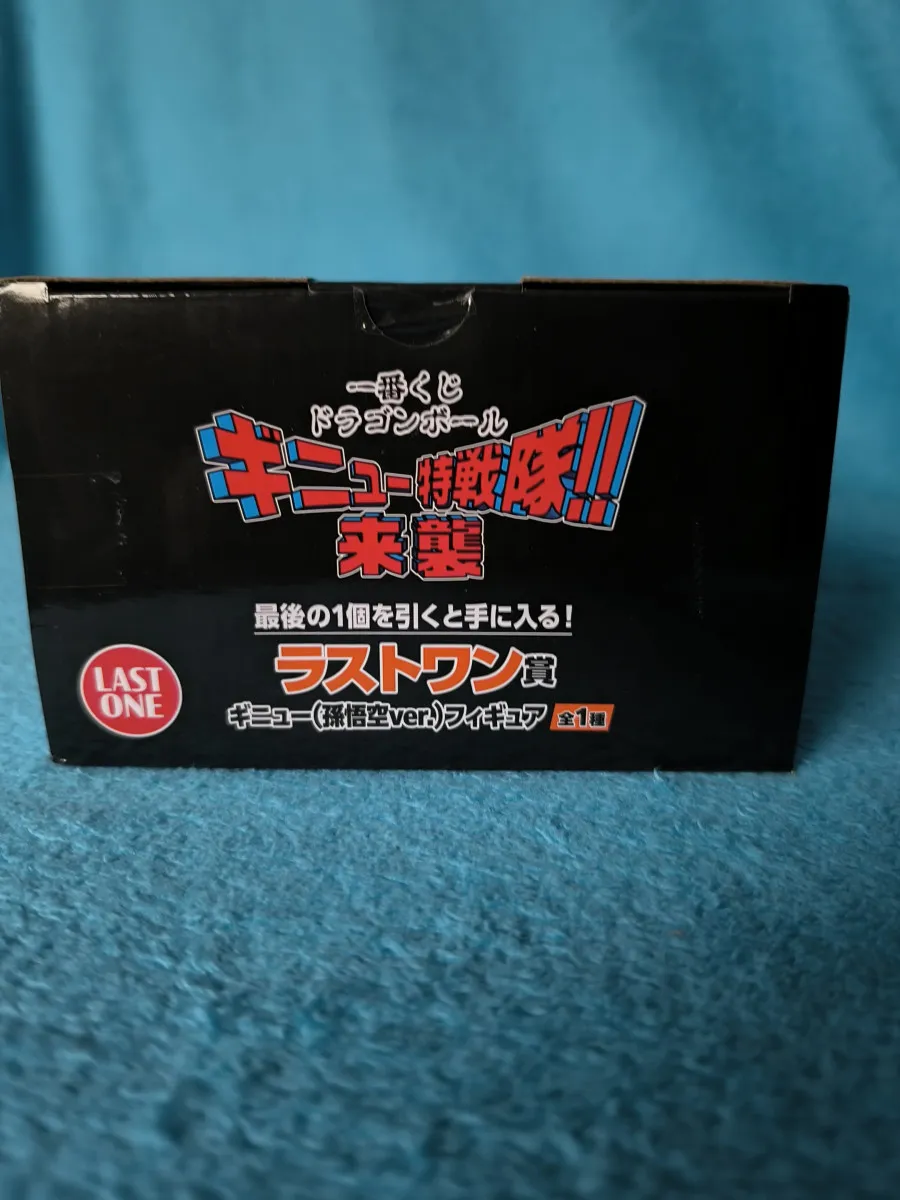 一番くじ
ドラゴンボール
ギニュー特戦隊!!
来襲
最後の1個を引くと手に入る!
ラストワン賞
LAST
ONE
ギニュー(孫悟空ver.)フィギュア 全1種